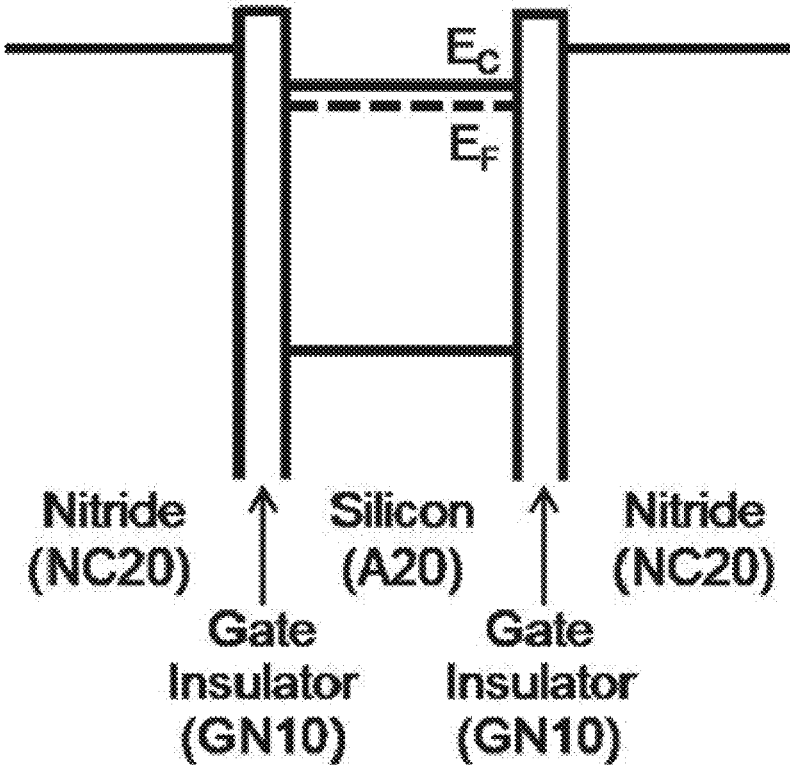 E_C
E_F
Nitride
(NC20)
Silicon
(A20)
Nitride
(NC20)
Gate
Insulator
(GN10)
Gate
Insulator
(GN10)